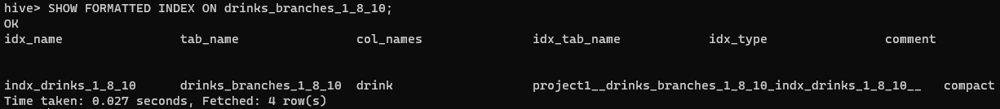 hive> SHOW FORMATTED INDEX ON drinks_branches_1_8_10;
OK
idx_name tab_name col_names idx_tab_name idx_type comment
indx_drinks_1_8_10 drinks_branches_1_8_10 drink project1__drinks_branches_1_8_10_indx_drinks_1_8_10__ compact
Time taken: 0.027 seconds, Fetched: 4 row(s)